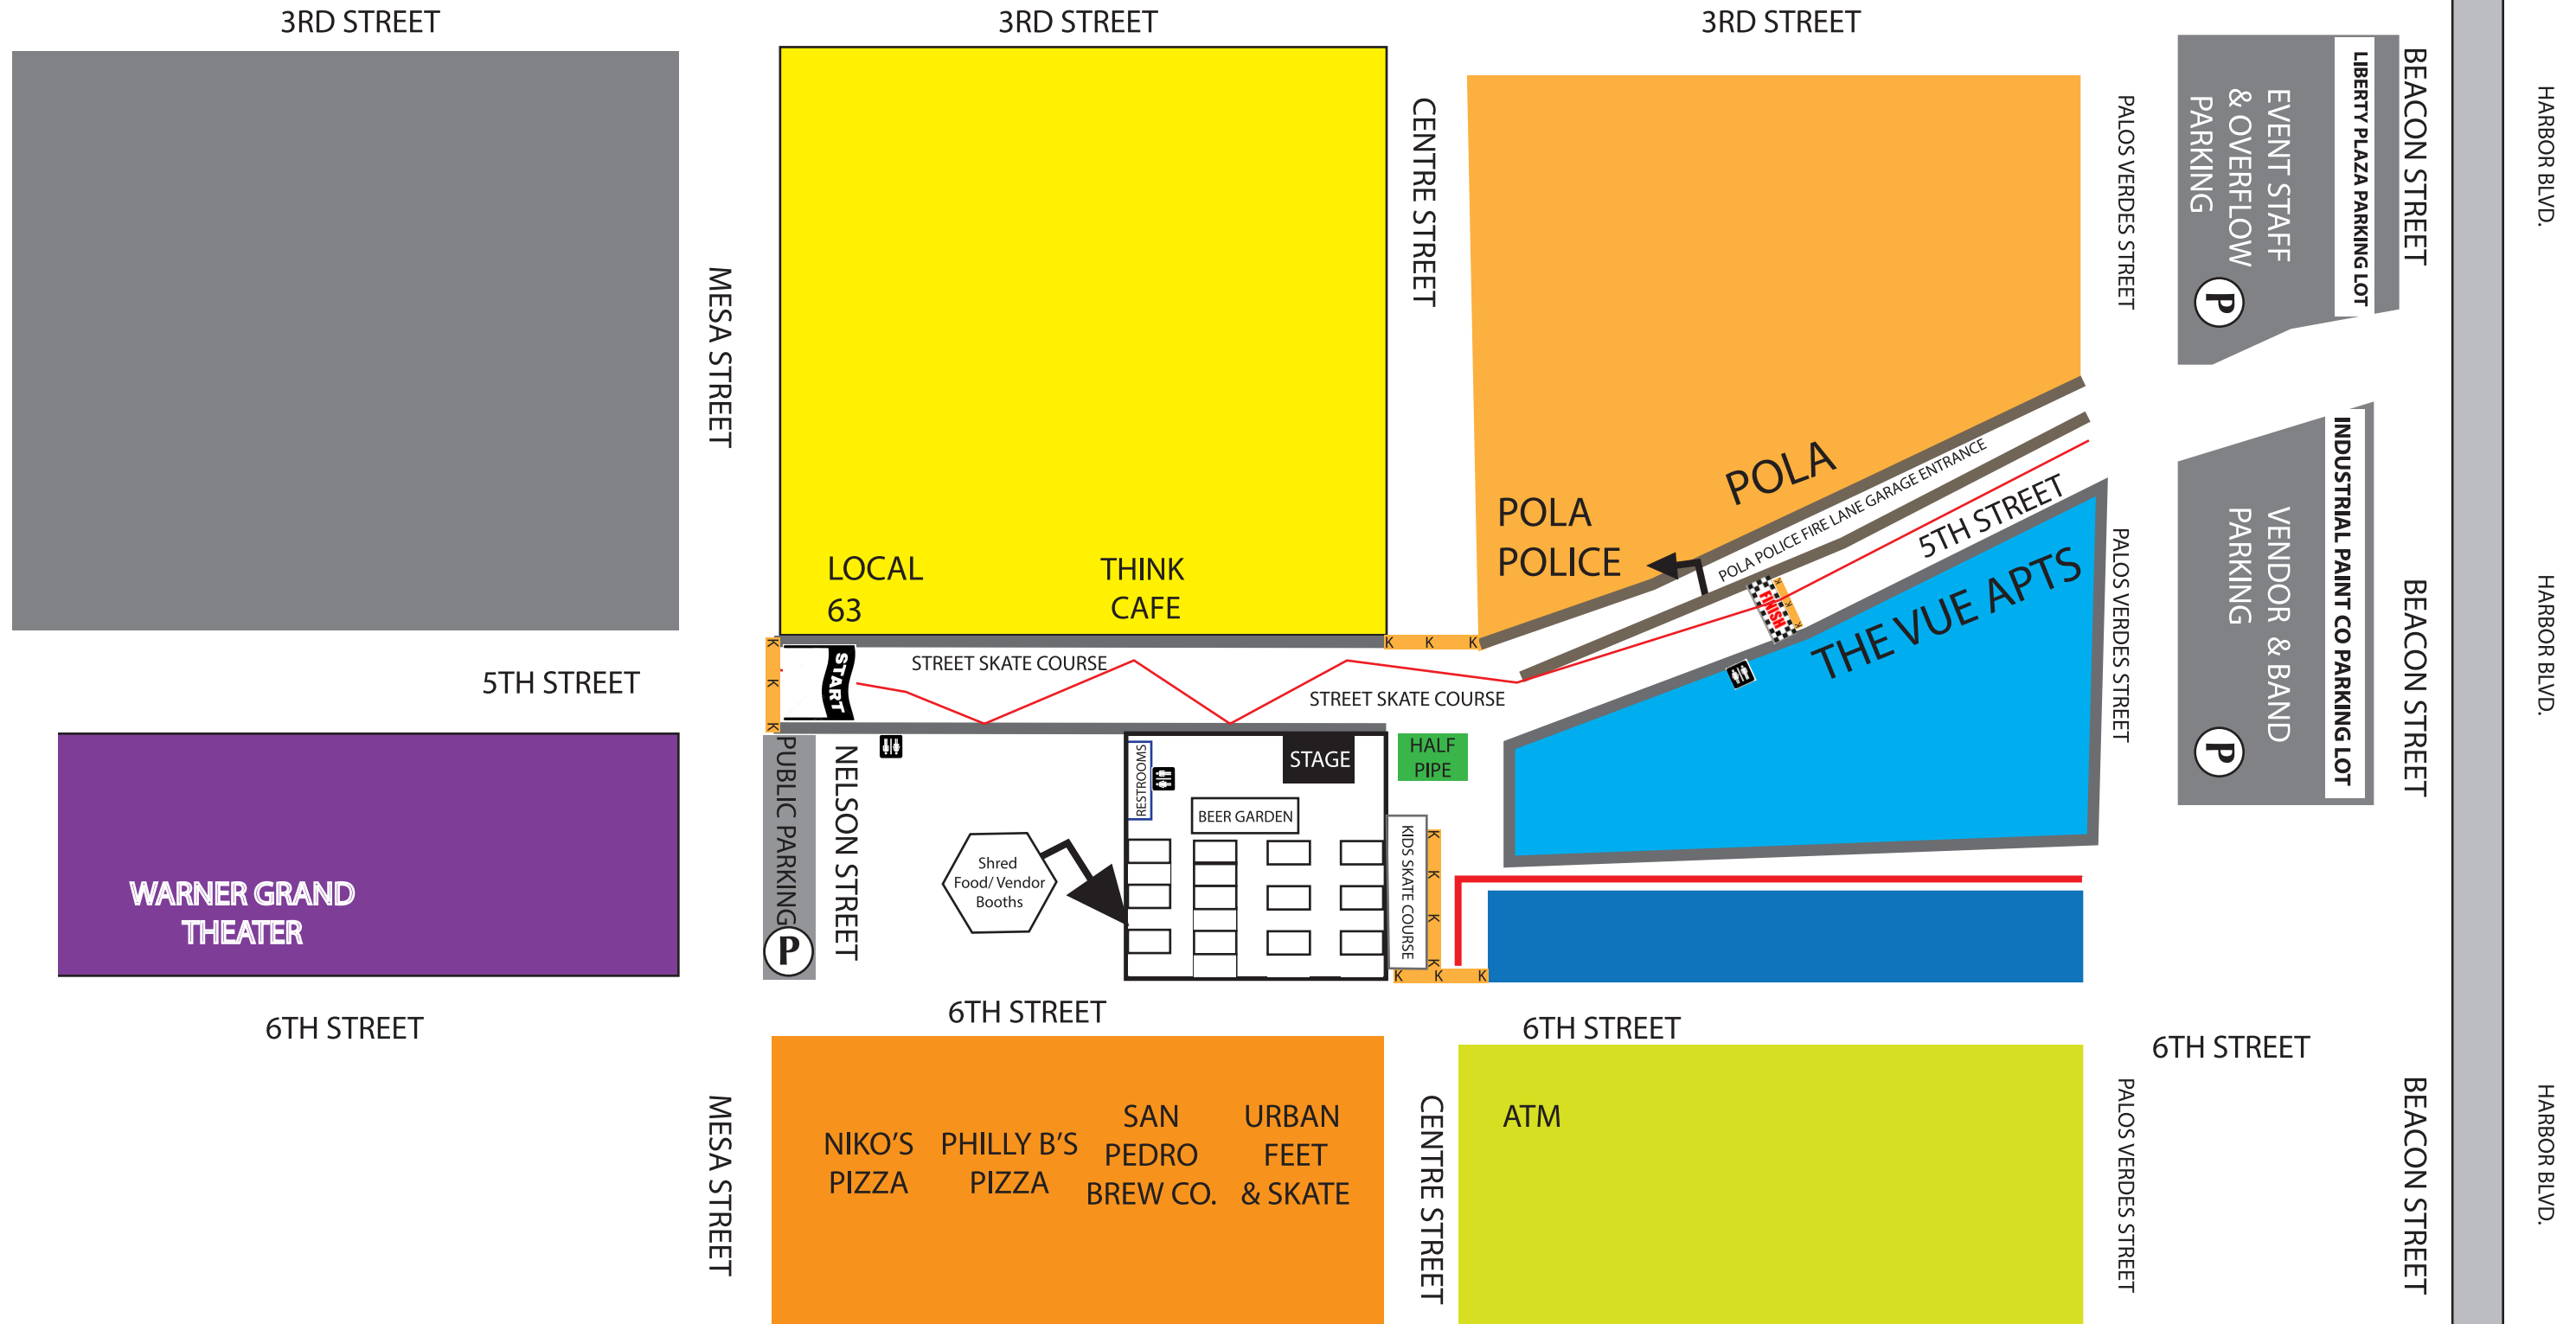 3RD STREET
3RD STREET
3RD STREET
MESA STREET
CENTRE STREET
PALOS VERDES STREET
EVENT STAFF
& OVERFLOW
PARKING
P
LIBERTY PLAZA PARKING LOT
BEACON STREET
HARBOR BLVD.
LOCAL
63
THINK
CAFE
POLA
POLICE
POLA
POLA POLICE FIRE LANE GARAGE ENTRANCE
5TH STREET
THE VUE APTS
FINISH
K
K
PALOS VERDES STREET
VENDOR & BAND
PARKING
P
INDUSTRIAL PAINT CO PARKING LOT
BEACON STREET
HARBOR BLVD.
5TH STREET
K
K
K
START
STREET SKATE COURSE
STREET SKATE COURSE
K K K
WARNER GRAND
THEATER
PUBLIC PARKING
P
NELSON STREET
RESTROOMS
STAGE
HALF
PIPE
BEER GARDEN
Shred
Food/ Vendor
Booths
KIDS SKATE COURSE
K
K
K
K
K K K
6TH STREET
6TH STREET
6TH STREET
6TH STREET
MESA STREET
NIKO'S
PIZZA
PHILLY B'S
PIZZA
SAN
PEDRO
BREW CO.
URBAN
FEET
& SKATE
CENTRE STREET
ATM
PALOS VERDES STREET
BEACON STREET
HARBOR BLVD.